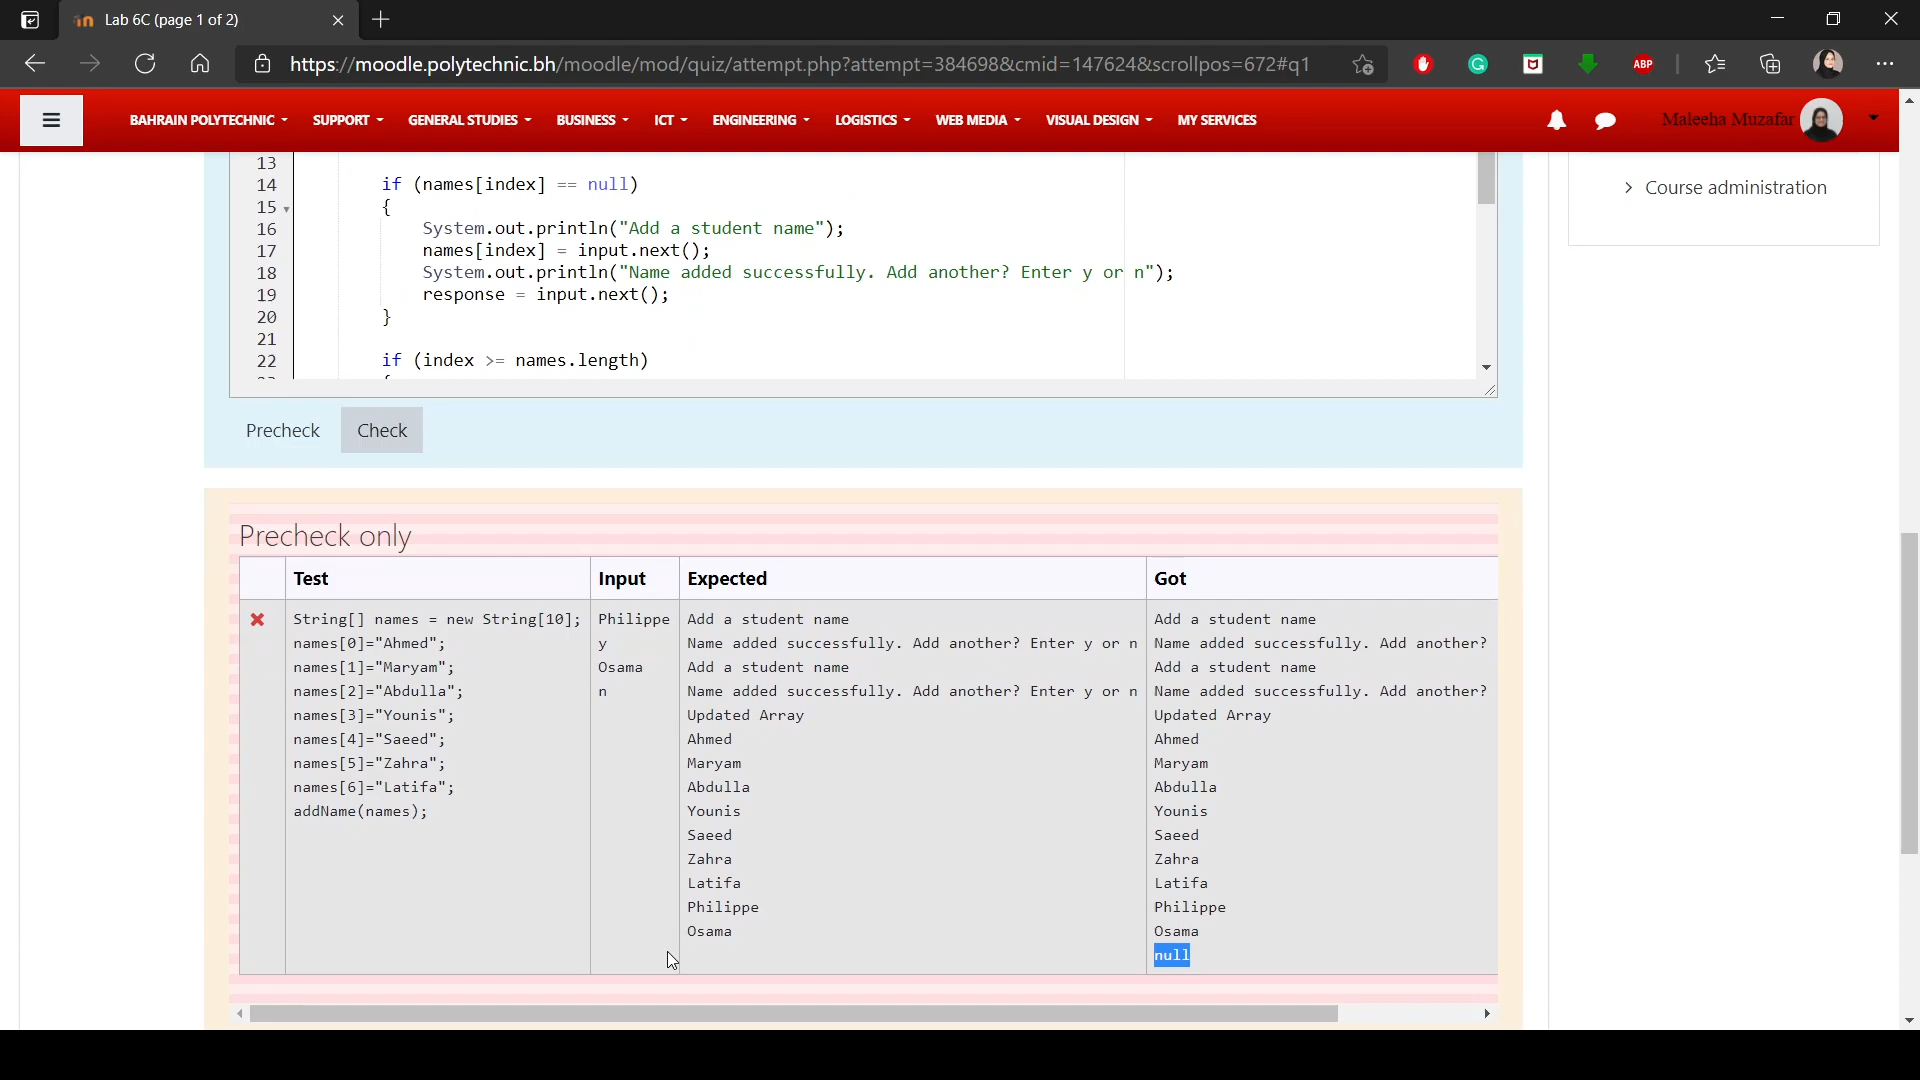 Lab 6C (page 1 of 2)
https://moodle.polytechnic.bh/moodle/mod/quiz/attempt.php?attempt=384698&cmid=147624&scrollpos=672#q1
ABP
BAHRAIN POLYTECHNIC SUPPORT GENERAL STUDIES BUSINESS ICT ENGINEERING LOGISTICS WEB MEDIA VISUAL DESIGN MY SERVICES
Maleeha Muzafar
Course administration
13
14 if (names[index] == null)
15 {
16 System.out.println("Add a student name");
17 names[index] = input.next();
18 System.out.println("Name added successfully. Add another? Enter y or n");
19 response = input.next();
20 }
21
22 if (index >= names.length)
Precheck Check
Precheck only
Test Input Expected Got
String[] names = new String[10]; Philippe Add a student name Add a student name
names[0]="Ahmed"; y Name added successfully. Add another? Enter y or n Name added successfully. Add another?
names[1]="Maryam"; Osama Add a student name Add a student name
names[2]="Abdulla"; n Name added successfully. Add another? Enter y or n Name added successfully. Add another?
names[3]="Younis"; Updated Array Updated Array
names[4]="Saeed"; Ahmed Ahmed
names[5]="Zahra"; Maryam Maryam
names[6]="Latifa"; Abdulla Abdulla
addName(names); Younis Younis
Saeed Saeed
Zahra Zahra
Latifa Latifa
Philippe Philippe
Osama Osama
null